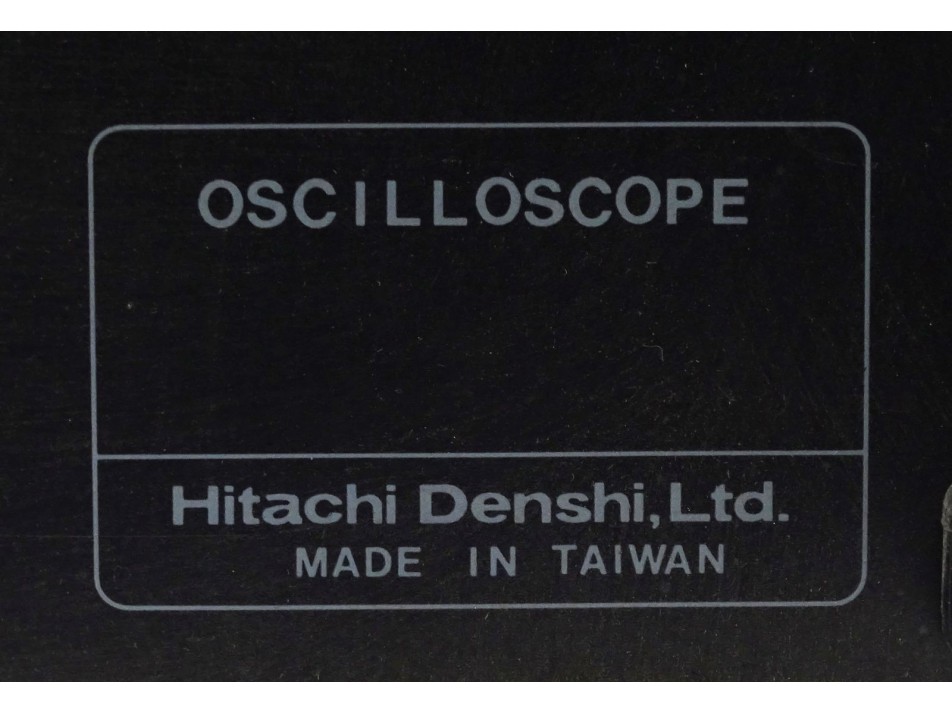 OSCILLOSCOPE
Hitachi Denshi,Ltd.
MADE IN TAIWAN